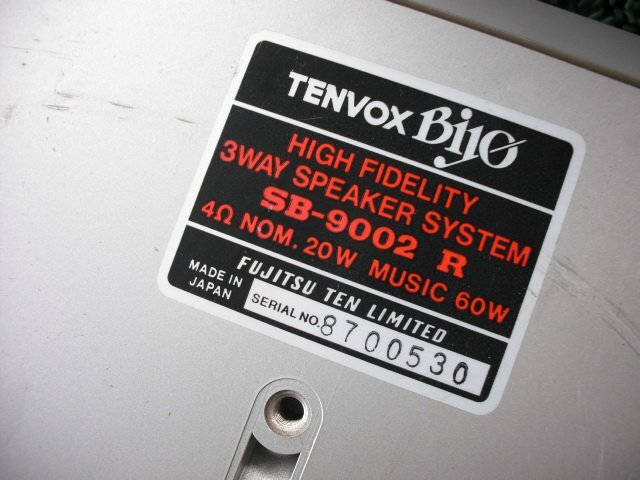 TENVOX Bijo
HIGH FIDELITY
3WAY SPEAKER SYSTEM
SB-9002 R
4Ω NOM. 20W MUSIC 60W
FUJITSU TEN LIMITED
MADE IN JAPAN
SERIAL NO. 8700530